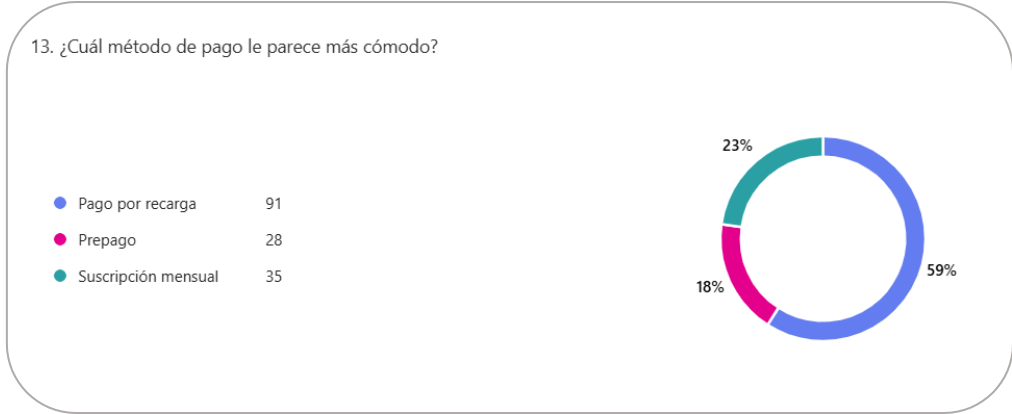 13. ¿Cuál método de pago le parece más cómodo?
23%
Pago por recarga 91
Prepago 28
Suscripción mensual 35
59%
18%